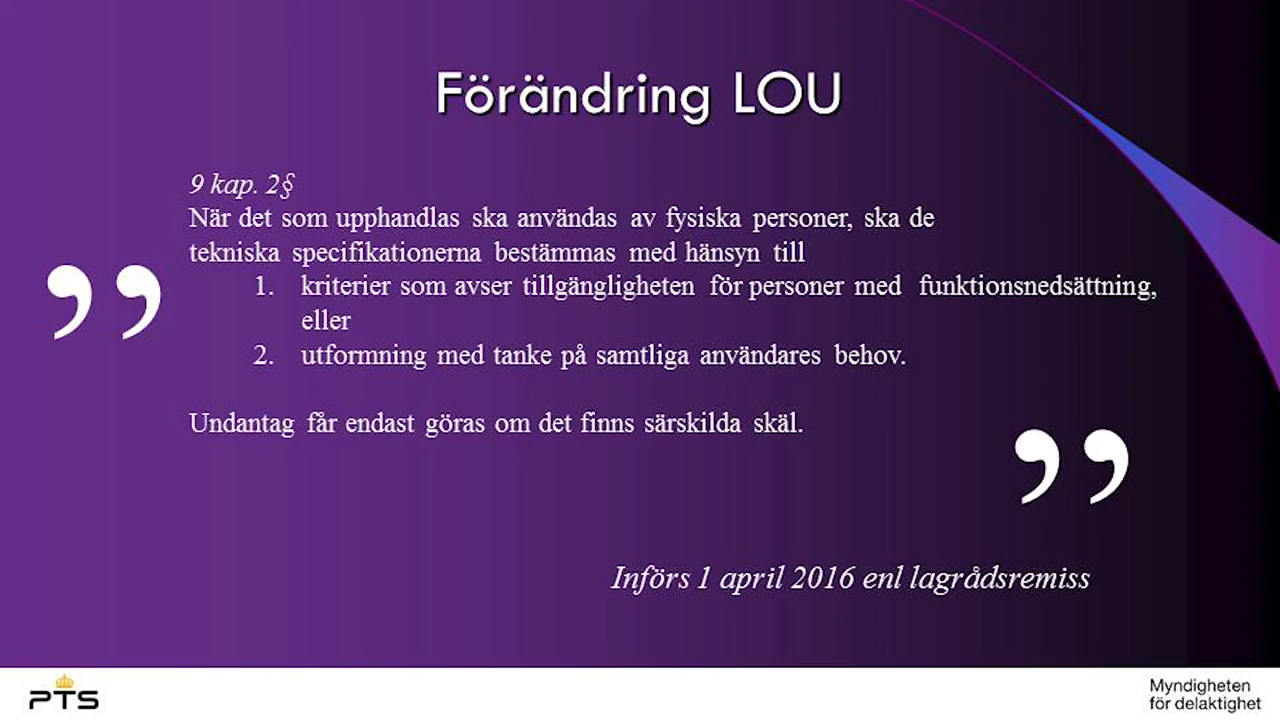 Förändring LOU
9 kap. 2§
När det som upphandlas ska användas av fysiska personer, ska de
tekniska specifikationerna bestämmas med hänsyn till
1. kriterier som avser tillgängligheten för personer med funktionsnedsättning,
eller
2. utformning med tanke på samtliga användares behov.
Undantag får endast göras om det finns särskilda skäl.
”
”
Införs 1 april 2016 enl lagrådsremiss
PTS
Myndigheten
för delaktighet